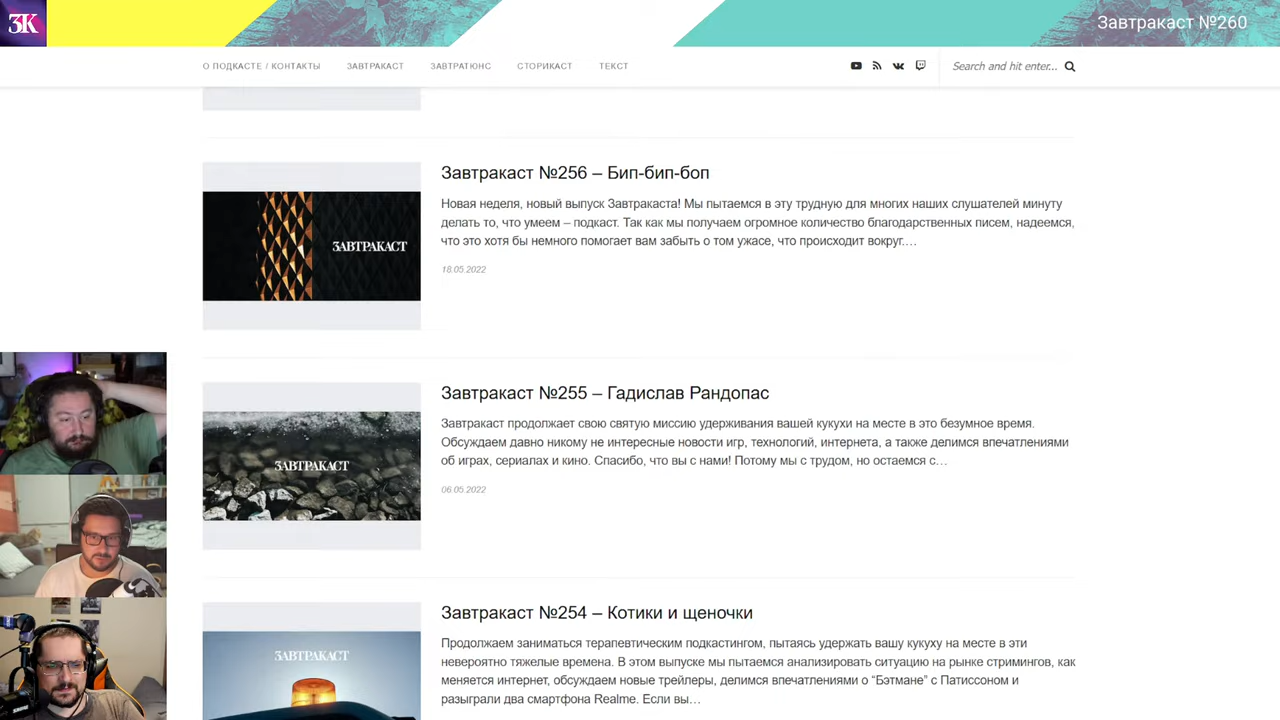 ЗК
Завтракаст №260
О ПОДКАСТЕ / КОНТАКТЫ
ЗАВТРАКАСТ
ЗАВТРАТЮНС
СТОРИКАСТ
ТЕКСТ
Search and hit enter...
Завтракаст №256 – Бип-бип-боп
Новая неделя, новый выпуск Завтракаста! Мы пытаемся в эту трудную для многих наших слушателей минуту
делать то, что умеем – подкаст. Так как мы получаем огромное количество благодарственных писем, надеемся,
что это хотя бы немного помогает вам забыть о том ужасе, что происходит вокруг.…
18.05.2022
ЗАВТРАКАСТ
Завтракаст №255 – Гадислав Рандопас
Завтракаст продолжает свою святую миссию удерживания вашей кукухи на месте в это безумное время.
Обсуждаем давно никому не интересные новости игр, технологий, интернета, а также делимся впечатлениями
об играх, сериалах и кино. Спасибо, что вы с нами! Потому мы с трудом, но остаемся с…
06.05.2022
ЗАВТРАКАСТ
Завтракаст №254 – Котики и щеночки
Продолжаем заниматься терапевтическим подкастингом, пытаясь удержать вашу кукуху на месте в эти
невероятно тяжелые времена. В этом выпуске мы пытаемся анализировать ситуацию на рынке стримингов, как
меняется интернет, обсуждаем новые трейлеры, делимся впечатлениями о “Бэтмане” с Патиссоном и
разыграли два смартфона Realme. Если вы…
ЗАВТРАКАСТ